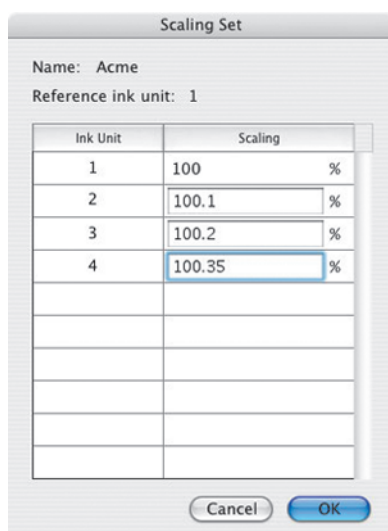 Scaling Set
Name: Acme
Reference ink unit: 1
Ink Unit Scaling
1 100 %
2 100.1 %
3 100.2 %
4 100.35 %
Cancel OK